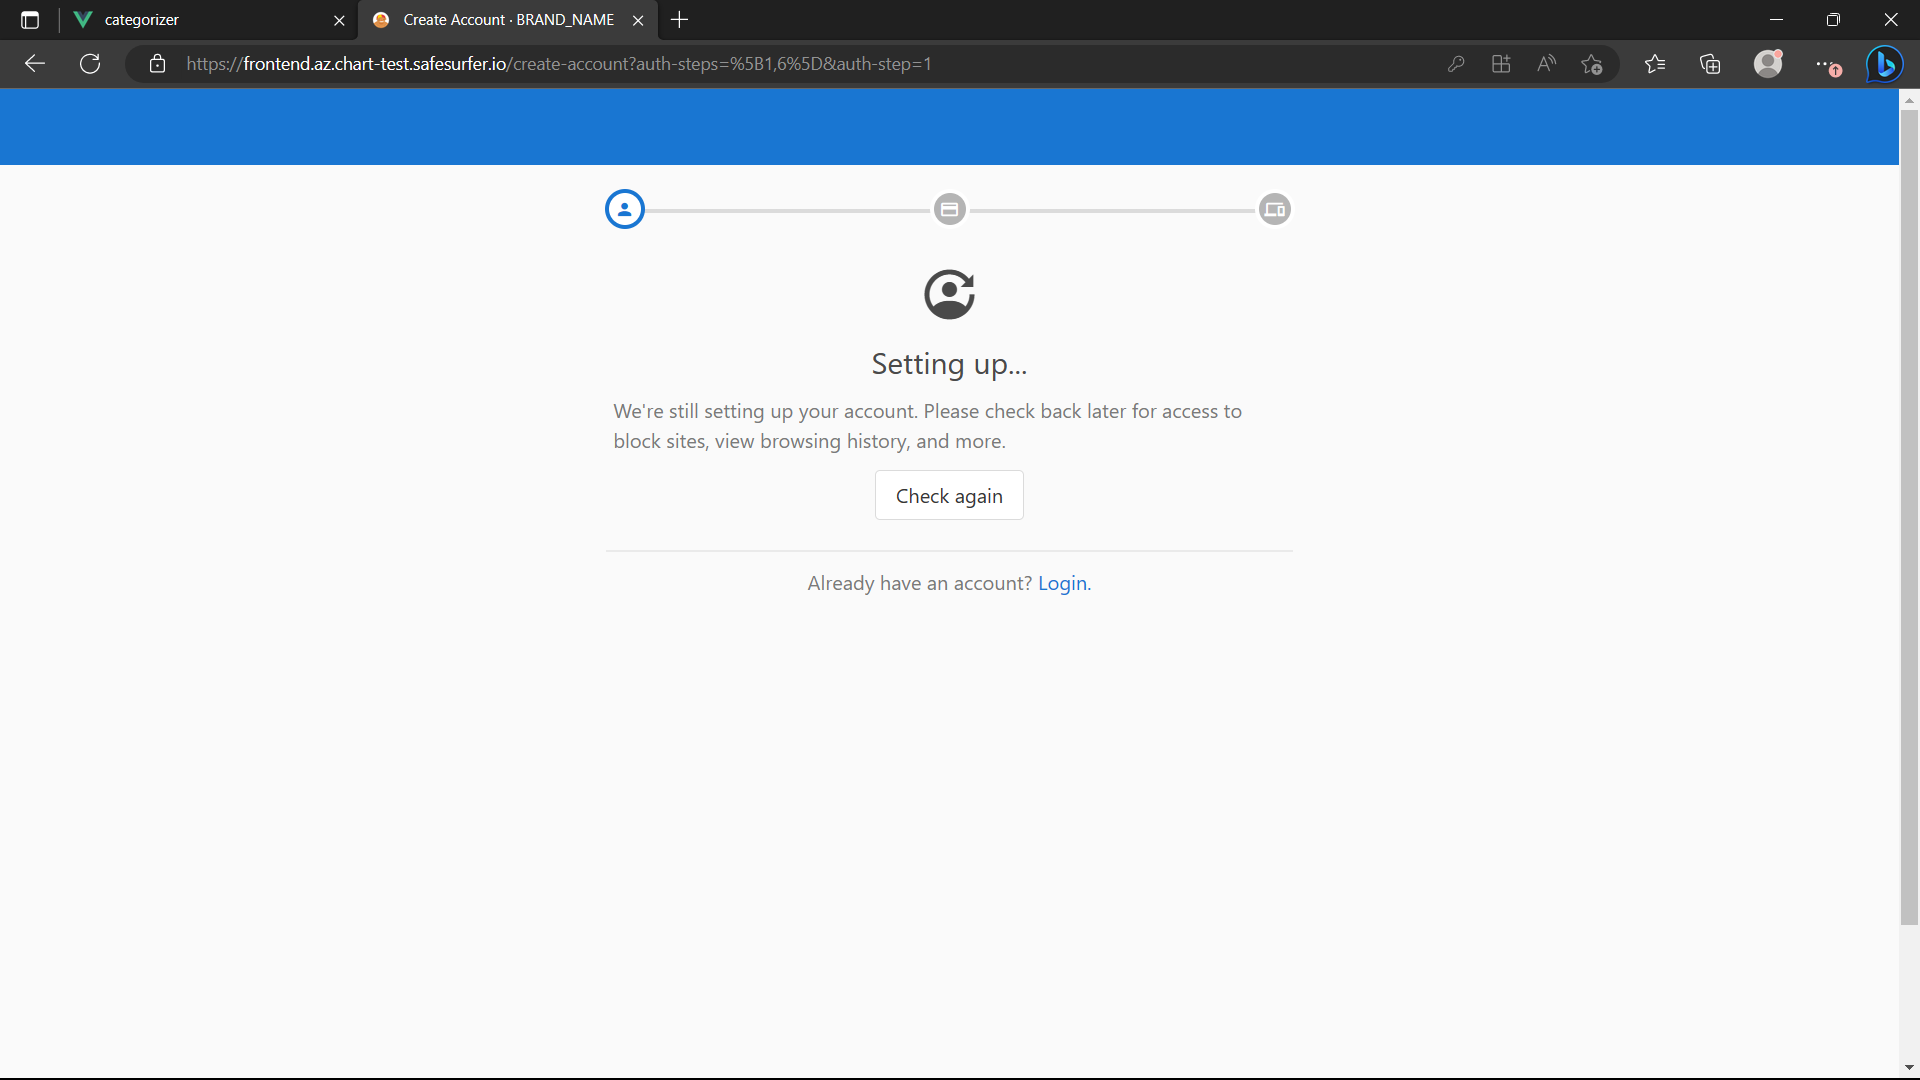 categorizer
Create Account · BRAND_NAME
https://frontend.az.chart-test.safesurfer.io/create-account?auth-steps=%5B1,6%5D&auth-step=1
Setting up...
We're still setting up your account. Please check back later for access to
block sites, view browsing history, and more.
Check again
Already have an account? Login.